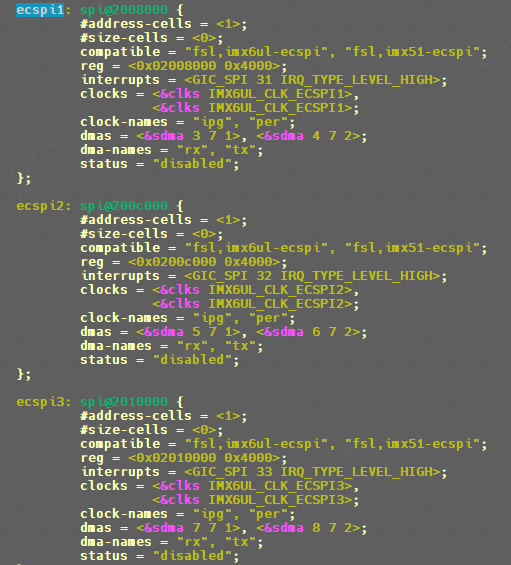 ecspi1: spi@2008000 {
        #address-cells = <1>;
        #size-cells = <0>;
        compatible = "fsl,imx6ul-ecspi", "fsl,imx51-ecspi";
        reg = <0x02008000 0x4000>;
        interrupts = <GIC_SPI 31 IRQ_TYPE_LEVEL_HIGH>;
        clocks = <&clks IMX6UL_CLK_ECSPI1>,
                 <&clks IMX6UL_CLK_ECSPI1>;
        clock-names = "ipg", "per";
        dmas = <&sdma 3 7 1>, <&sdma 4 7 2>;
        dma-names = "rx", "tx";
        status = "disabled";
};
ecspi2: spi@200c000 {
        #address-cells = <1>;
        #size-cells = <0>;
        compatible = "fsl,imx6ul-ecspi", "fsl,imx51-ecspi";
        reg = <0x0200c000 0x4000>;
        interrupts = <GIC_SPI 32 IRQ_TYPE_LEVEL_HIGH>;
        clocks = <&clks IMX6UL_CLK_ECSPI2>,
                 <&clks IMX6UL_CLK_ECSPI2>;
        clock-names = "ipg", "per";
        dmas = <&sdma 5 7 1>, <&sdma 6 7 2>;
        dma-names = "rx", "tx";
        status = "disabled";
};
ecspi3: spi@2010000 {
        #address-cells = <1>;
        #size-cells = <0>;
        compatible = "fsl,imx6ul-ecspi", "fsl,imx51-ecspi";
        reg = <0x02010000 0x4000>;
        interrupts = <GIC_SPI 33 IRQ_TYPE_LEVEL_HIGH>;
        clocks = <&clks IMX6UL_CLK_ECSPI3>,
                 <&clks IMX6UL_CLK_ECSPI3>;
        clock-names = "ipg", "per";
        dmas = <&sdma 7 7 1>, <&sdma 8 7 2>;
        dma-names = "rx", "tx";
        status = "disabled";